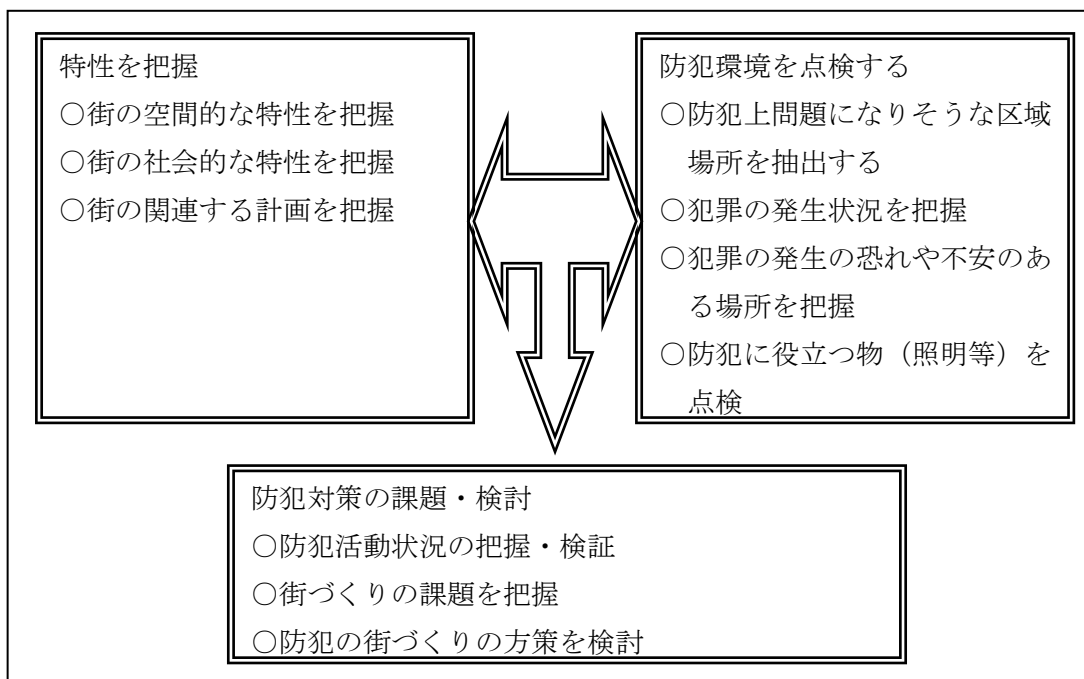 特性を把握
○街の空間的な特性を把握
○街の社会的な特性を把握
○街の関連する計画を把握
防犯環境を点検する
○防犯上問題になりそうな区域
場所を抽出する
○犯罪の発生状況を把握
○犯罪の発生の恐れや不安のあ
る場所を把握
○防犯に役立つ物（照明等）を
点検
防犯対策の課題・検討
○防犯活動状況の把握・検証
○街づくりの課題を把握
○防犯の街づくりの方策を検討